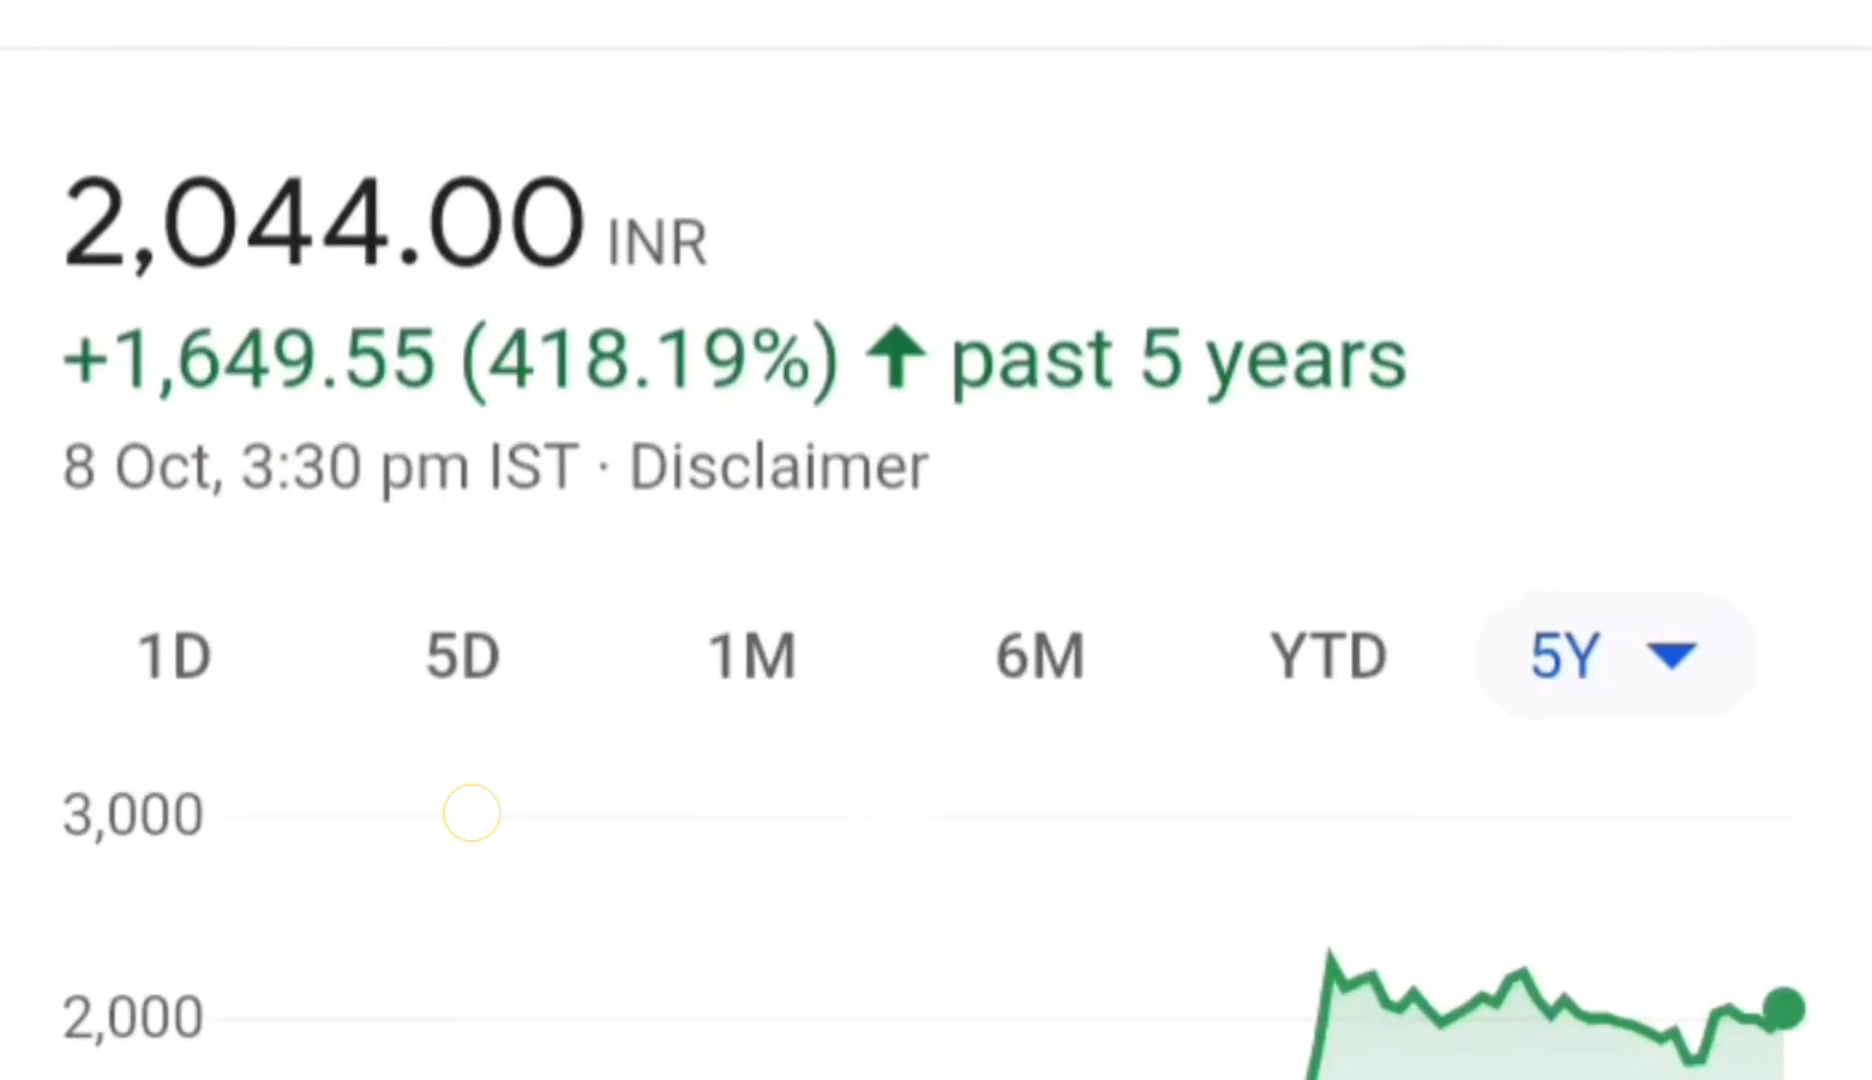 2,044.00 INR
+1,649.55 (418.19%) ↑ past 5 years
8 Oct, 3:30 pm IST · Disclaimer
1D 5D 1M 6M YTD 5Y
3,000
2,000